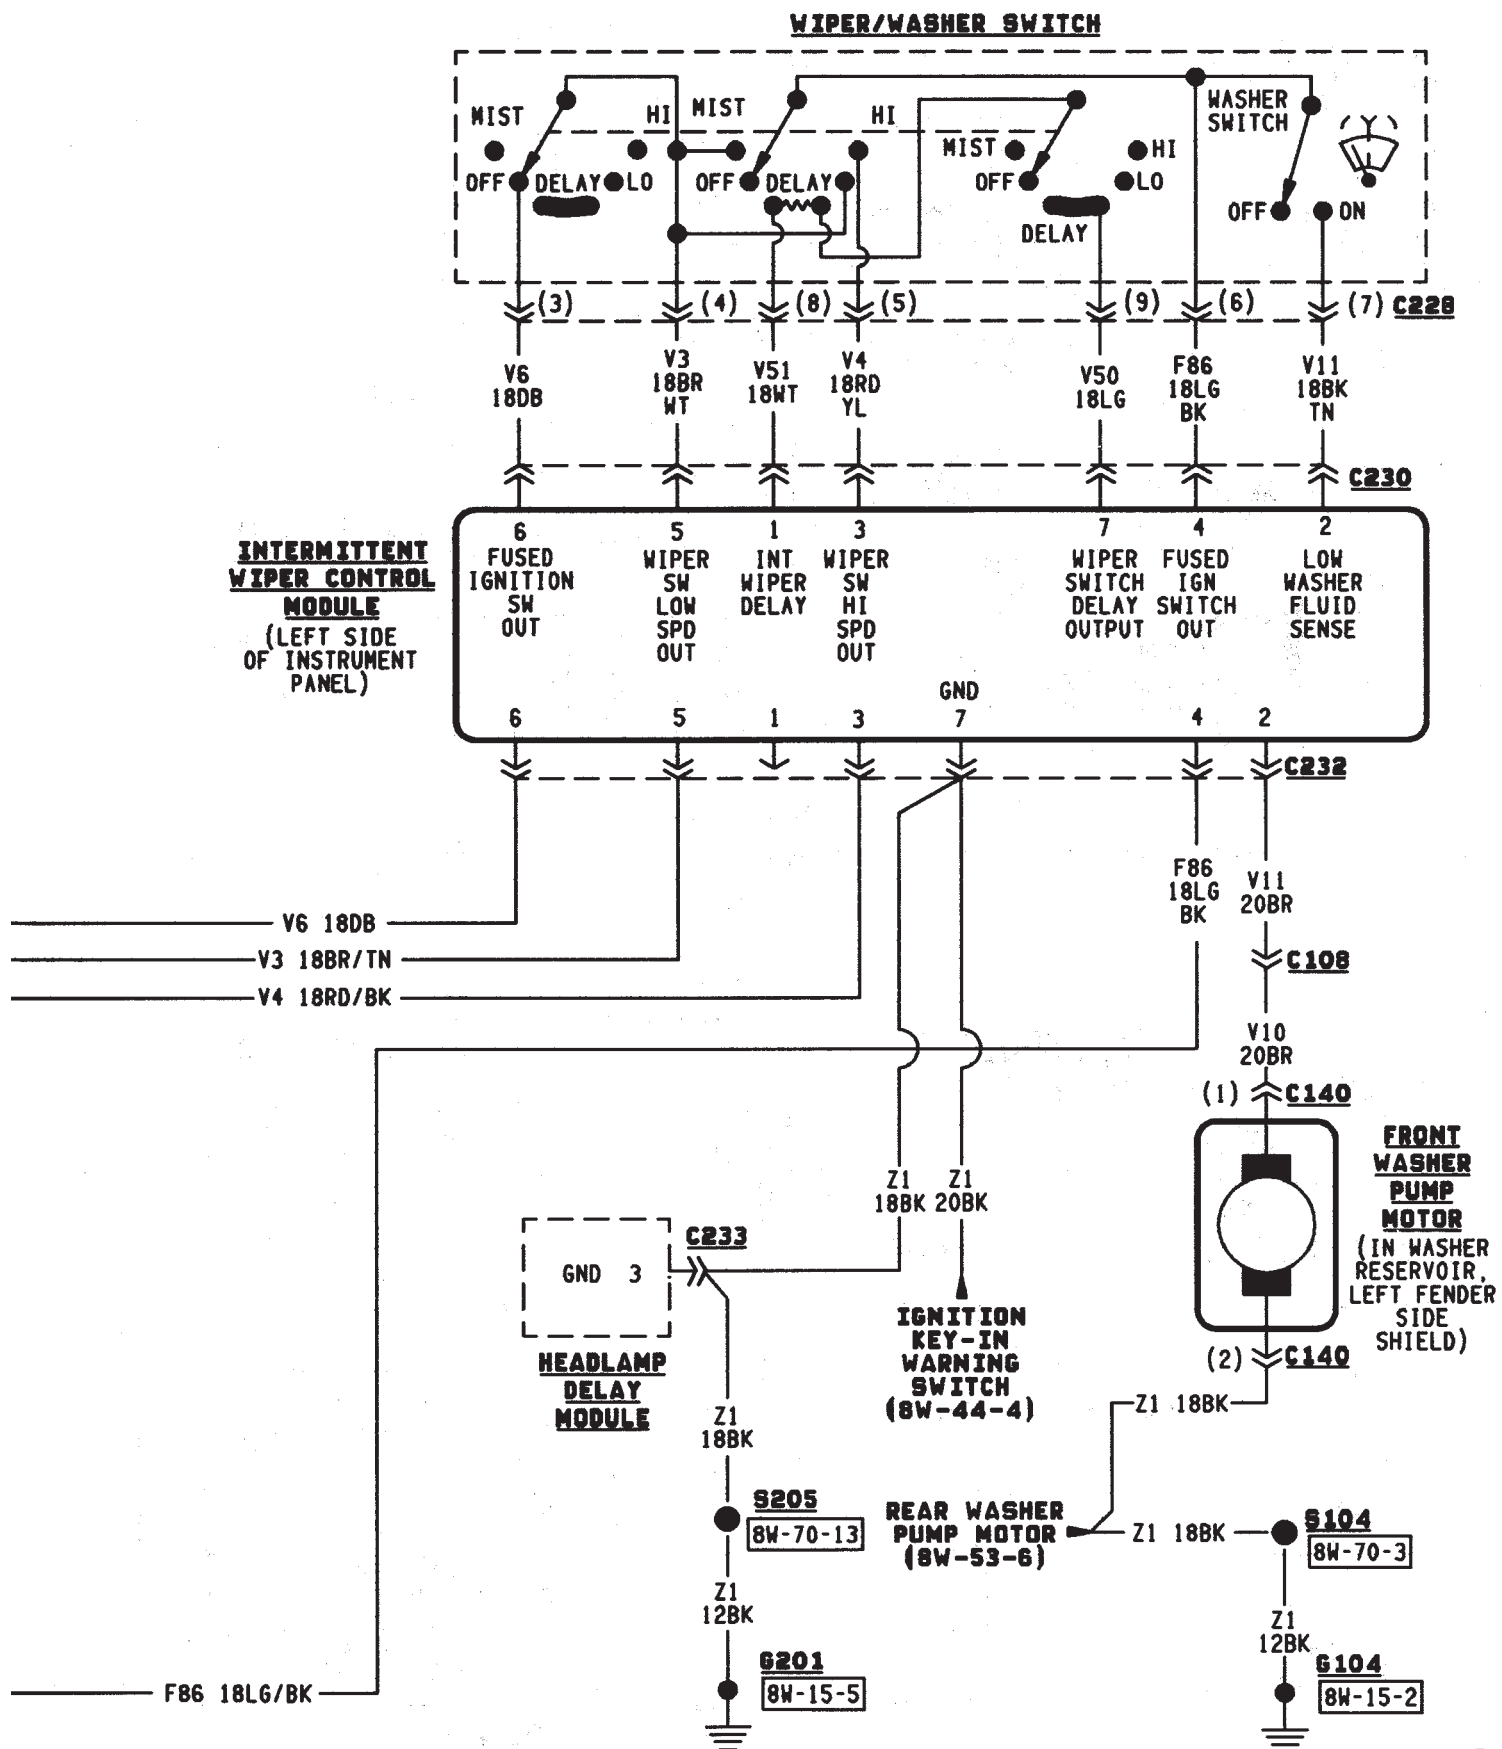 WIPER/WASHER SWITCH
MIST
HI
MIST
HI
WASHER
SWITCH
MIST
HI
OFF
DELAY
LO
OFF
DELAY
OFF
LO
DELAY
OFF
ON
(3)
(4)
(8)
(5)
(9)
(6)
(7)
C228
V6
18DB
V3
18BR
WT
V51
18WT
V4
18RD
YL
V50
18LG
F86
18LG
BK
V11
18BK
TN
C230
INTERMITTENT
WIPER CONTROL
MODULE
(LEFT SIDE
OF INSTRUMENT
PANEL)
6
FUSED
IGNITION
SW
OUT
5
WIPER
SW
LOW
SPD
OUT
1
INT
WIPER
DELAY
3
WIPER
SW
HI
SPD
OUT
7
WIPER
SWITCH
DELAY
OUTPUT
4
FUSED
IGN
SWITCH
OUT
2
LOW
WASHER
FLUID
SENSE
GND
6
5
1
3
7
4
2
C232
F86
18LG
BK
V11
20BR
V6 18DB
V3 18BR/TN
V4 18RD/BK
C108
V10
20BR
(1)
C140
FRONT
WASHER
PUMP
MOTOR
(IN WASHER
RESERVOIR,
LEFT FENDER
SIDE
SHIELD)
Z1
18BK
Z1
20BK
C233
GND 3
HEADLAMP
DELAY
MODULE
IGNITION
KEY-IN
WARNING
SWITCH
(8W-44-4)
(2)
C140
Z1 18BK
Z1
18BK
S205
8W-70-13
REAR WASHER
PUMP MOTOR
(8W-53-6)
Z1 18BK
S104
8W-70-3
Z1
12BK
Z1
12BK
G201
8W-15-5
G104
8W-15-2
F86 18LG/BK